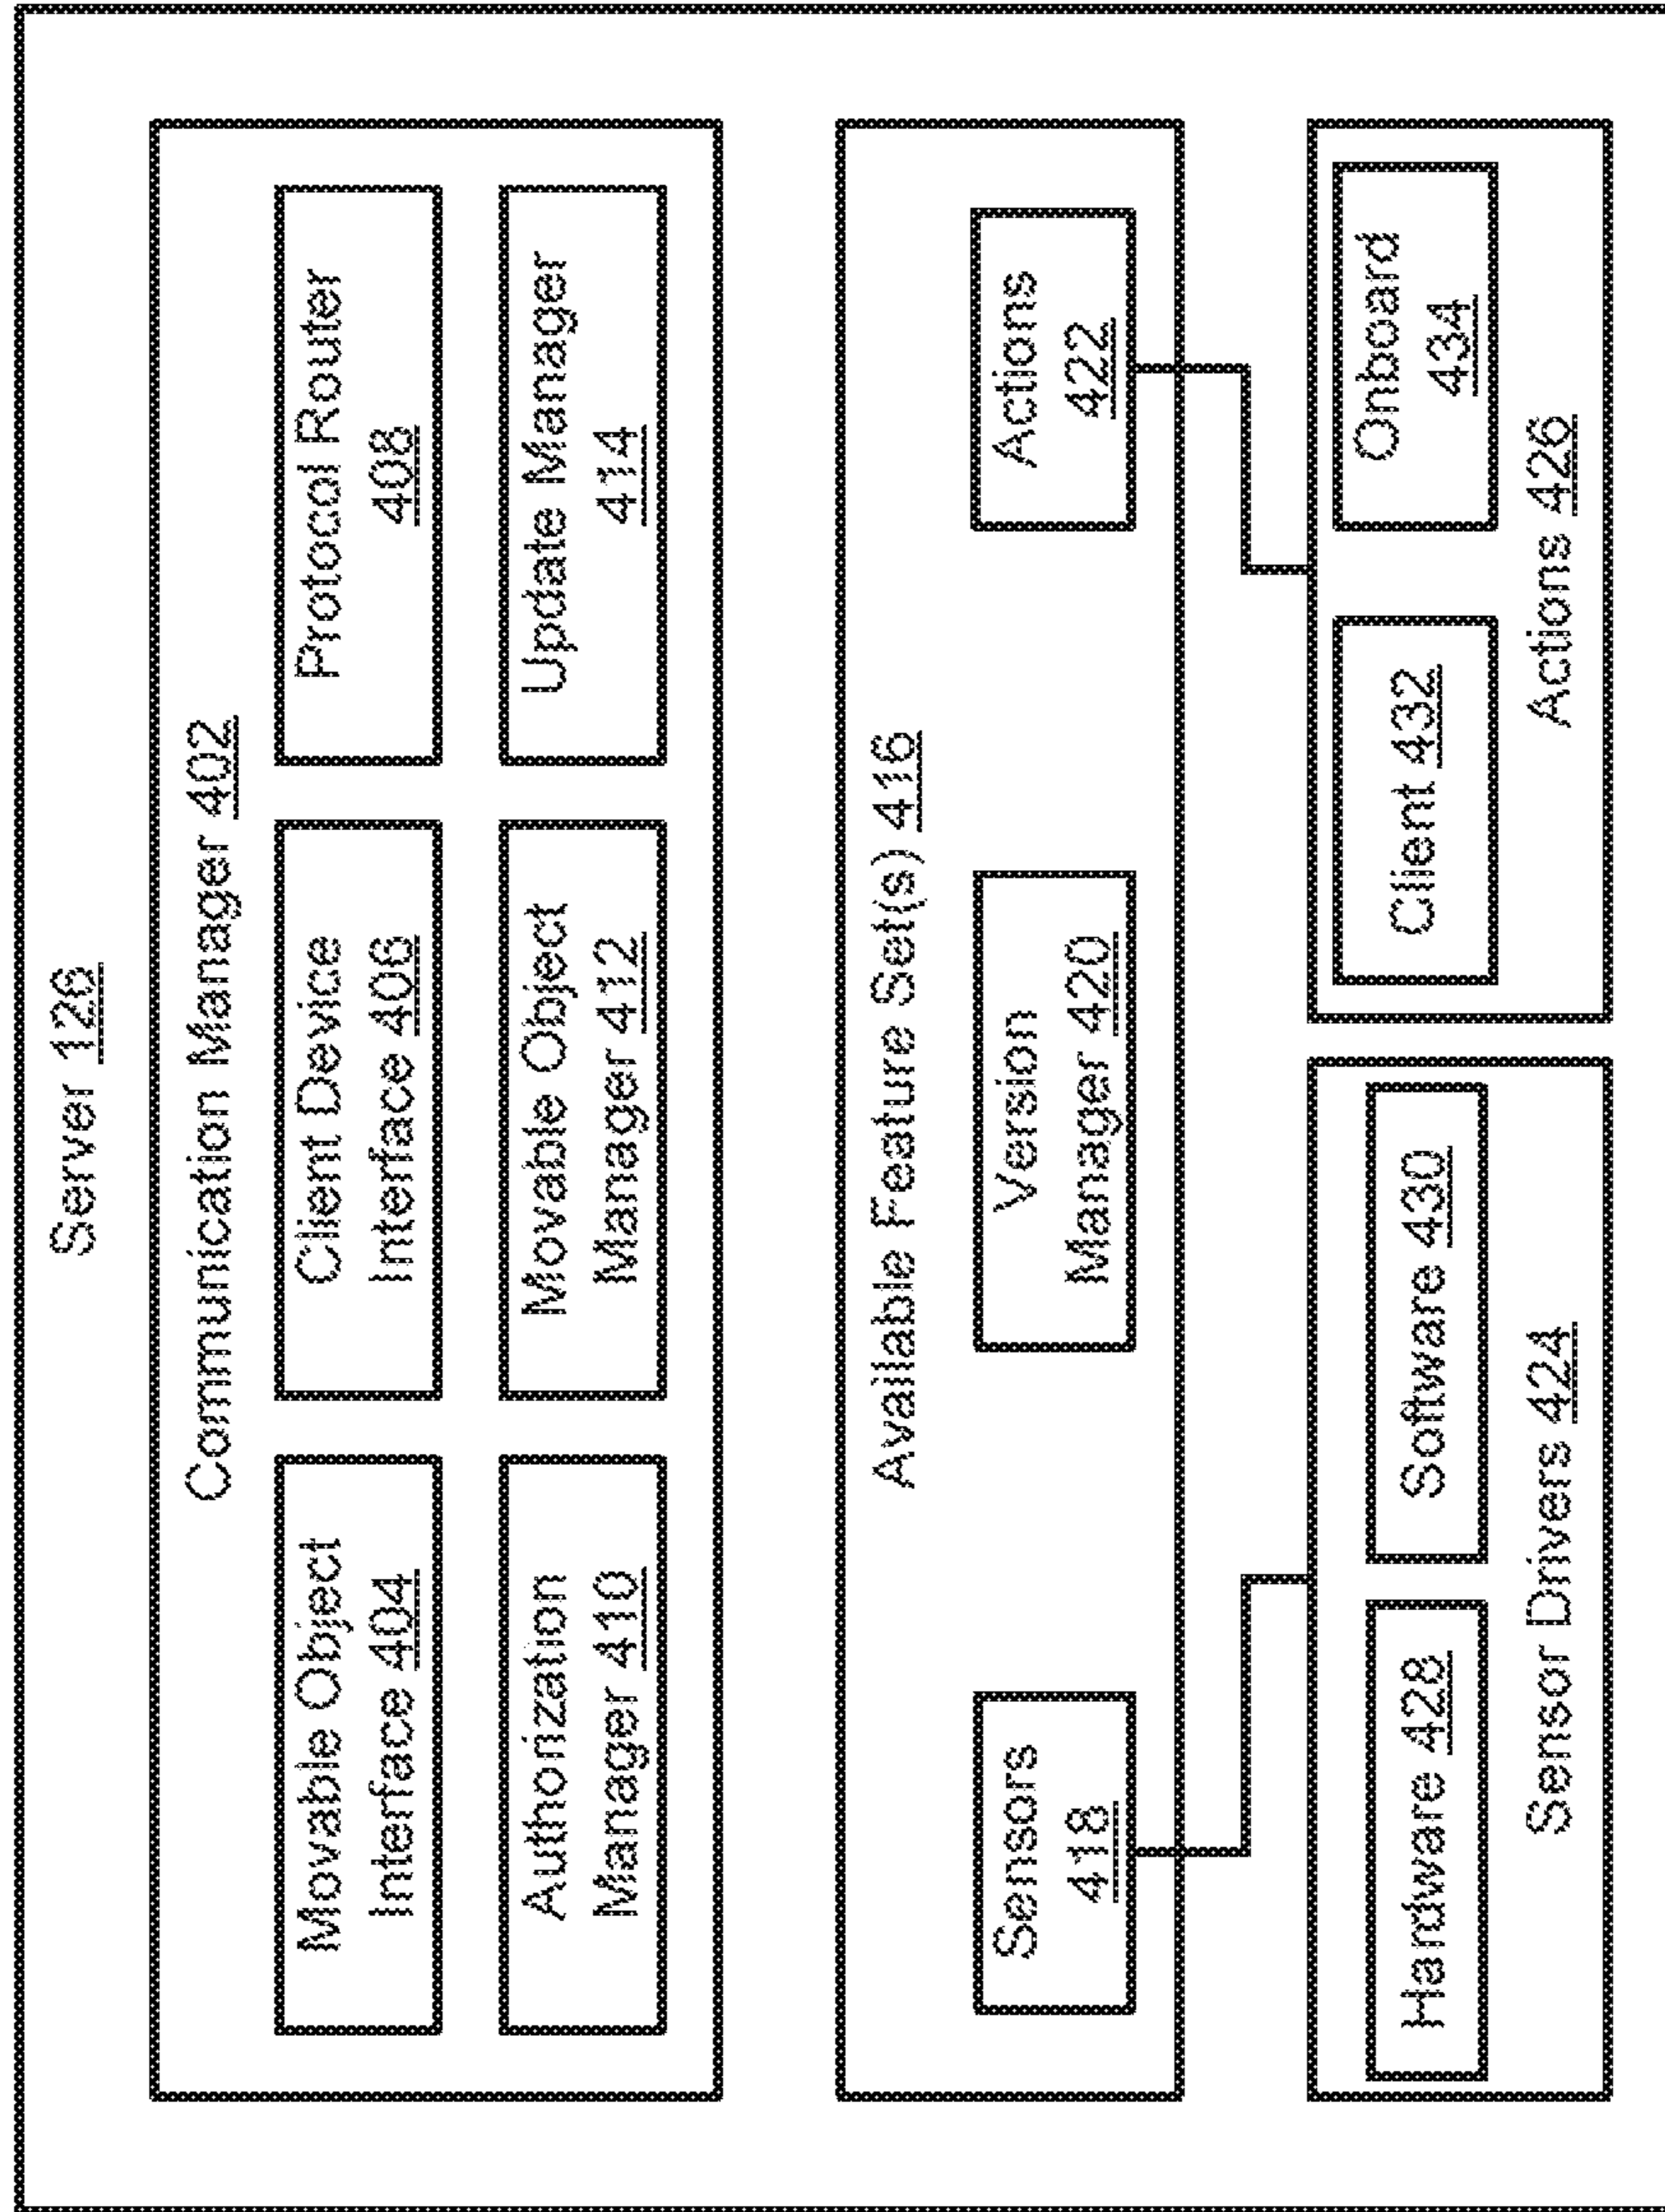 Server 126
Communication Manager 402
Movable Object
Interface 404
Client Device
Interface 406
Protocol Router
408
Authorization
Manager 410
Movable Object
Manager 412
Update Manager
414
Available Feature Set(s) 416
Sensors
418
Version
Manager 420
Actions
422
Hardware 428
Software 430
Sensor Drivers 424
Client 432
Onboard
434
Actions 426